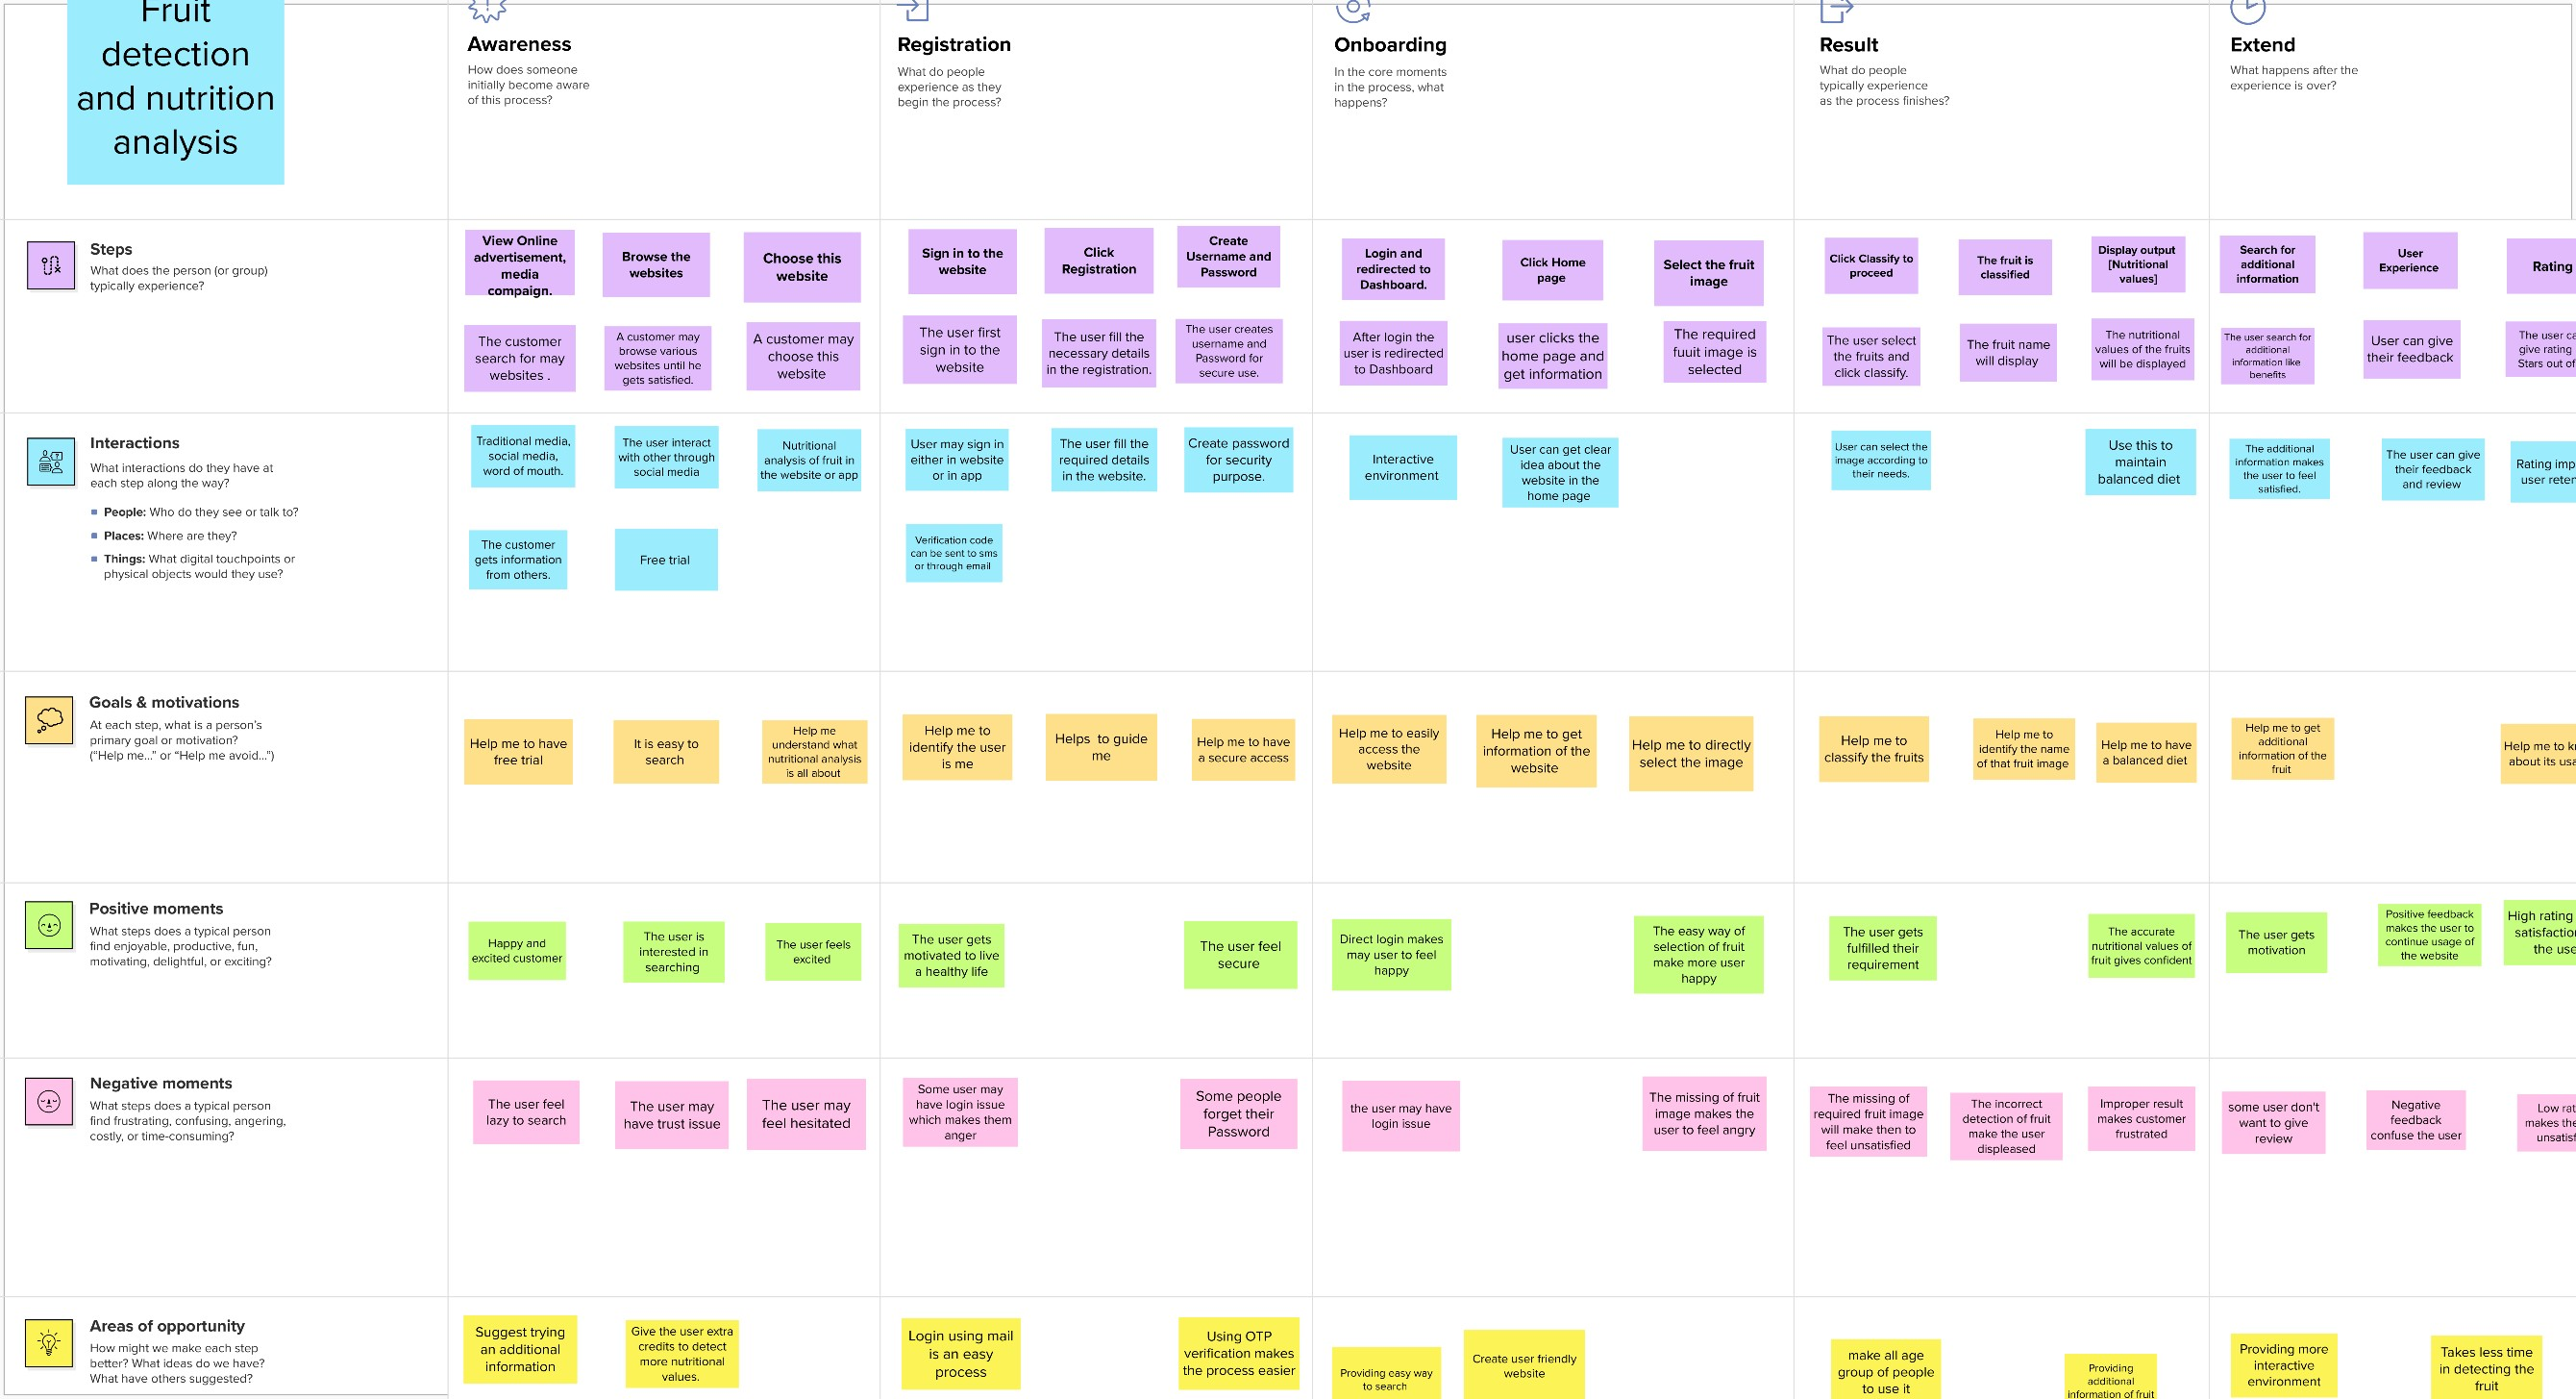 Fruit
detection
and nutrition
analysis
Awareness
How does someone
initially become aware
of this process?
Registration
What do people
experience as they
begin the process?
Onboarding
In the core moments
in the process, what
happens?
Result
What do people
typically experience
as the process finishes?
Extend
What happens after the
experience is over?
Steps
What does the person (or group)
typically experience?
View Online
advertisement,
media
campaign.
Browse the
websites
Choose this
website
Sign in to the
website
Click
Registration
Create
Username and
Password
Login and
redirected to
Dashboard.
Click Home
page
Select the fruit
image
Click Classify to
proceed
The fruit is
classified
Display output
[Nutritional
values]
Search for
additional
information
User
Experience
Rating
The customer
search for may
websites .
A customer may
browse various
websites until he
gets satisfied.
A customer may
choose this
website
The user first
sign in to the
website
The user fill the
necessary details
in the registration.
The user creates
username and
Password for
secure use.
After login the
user is redirected
to Dashboard
user clicks the
home page and
get information
The required
fuuit image is
selected
The user select
the fruits and
click classify.
The fruit name
will display
The nutritional
values of the fruits
will be displayed
The user search for
additional
information like
benefits
User can give
their feedback
The user ca
give rating
Stars out of
Interactions
What interactions do they have at
each step along the way?
People: Who do they see or talk to?
Places: Where are they?
Things: What digital touchpoints or
physical objects would they use?
Traditional media,
social media,
word of mouth.
The user interact
with other through
social media
Nutritional
analysis of fruit in
the website or app
User may sign in
either in website
or in app
The user fill the
required details
in the website.
Create password
for security
purpose.
Interactive
environment
User can get clear
idea about the
website in the
home page
User can select the
image according to
their needs.
Use this to
maintain
balanced diet
The additional
information makes
the user to feel
satisfied.
The user can give
their feedback
and review
Rating imp
user reten
The customer
gets information
from others.
Free trial
Verification code
can be sent to sms
or through email
Goals & motivations
At each step, what is a person’s
primary goal or motivation?
(“Help me...” or “Help me avoid...”)
Help me to have
free trial
It is easy to
search
Help me
understand what
nutritional analysis
is all about
Help me to
identify the user
is me
Helps to guide
me
Help me to have
a secure access
Help me to easily
access the
website
Help me to get
information of the
website
Help me to directly
select the image
Help me to
classify the fruits
Help me to
identify the name
of that fruit image
Help me to have
a balanced diet
Help me to get
additional
information of the
fruit
Help me to k
about its usa
Positive moments
What steps does a typical person
find enjoyable, productive, fun,
motivating, delightful, or exciting?
Happy and
excited customer
The user is
interested in
searching
The user feels
excited
The user gets
motivated to live
a healthy life
The user feel
secure
Direct login makes
may user to feel
happy
The easy way of
selection of fruit
make more user
happy
The user gets
fulfilled their
requirement
The accurate
nutritional values of
fruit gives confident
The user gets
motivation
Positive feedback
makes the user to
continue usage of
the website
High rating
satisfactio
the use
Negative moments
What steps does a typical person
find frustrating, confusing, angering,
costly, or time-consuming?
The user feel
lazy to search
The user may
have trust issue
The user may
feel hesitated
Some user may
have login issue
which makes them
anger
Some people
forget their
Password
the user may have
login issue
The missing of fruit
image makes the
user to feel angry
The missing of
required fruit image
will make then to
feel unsatisfied
The incorrect
detection of fruit
make the user
displeased
Improper result
makes customer
frustrated
some user don't
want to give
review
Negative
feedback
confuse the user
Low rat
makes the
unsatisf
Areas of opportunity
How might we make each step
better? What ideas do we have?
What have others suggested?
Suggest trying
an additional
information
Give the user extra
credits to detect
more nutritional
values.
Login using mail
is an easy
process
Using OTP
verification makes
the process easier
Providing easy way
to search
Create user friendly
website
make all age
group of people
to use it
Providing
additional
information of fruit
Providing more
interactive
environment
Takes less time
in detecting the
fruit